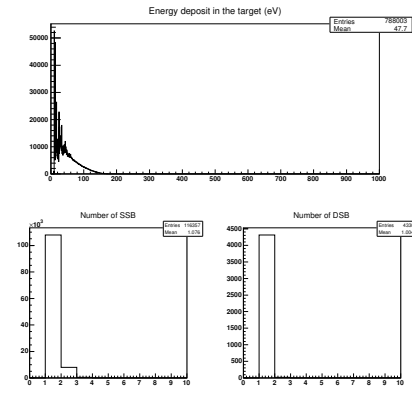 Energy deposit in the target (eV)
Entries 788003
Mean 47.7
50000
40000
30000
20000
10000
0
0 100 200 300 400 500 600 700 800 900 1000
Number of SSB
×10³
Entries 116357
Mean 1.076
100
80
60
40
20
0
0 1 2 3 4 5 6 7 8 9 10
Number of DSB
Entries
Mean
4500
4000
3500
3000
2500
2000
1500
1000
500
0
0 1 2 3 4 5 6 7 8 9 10